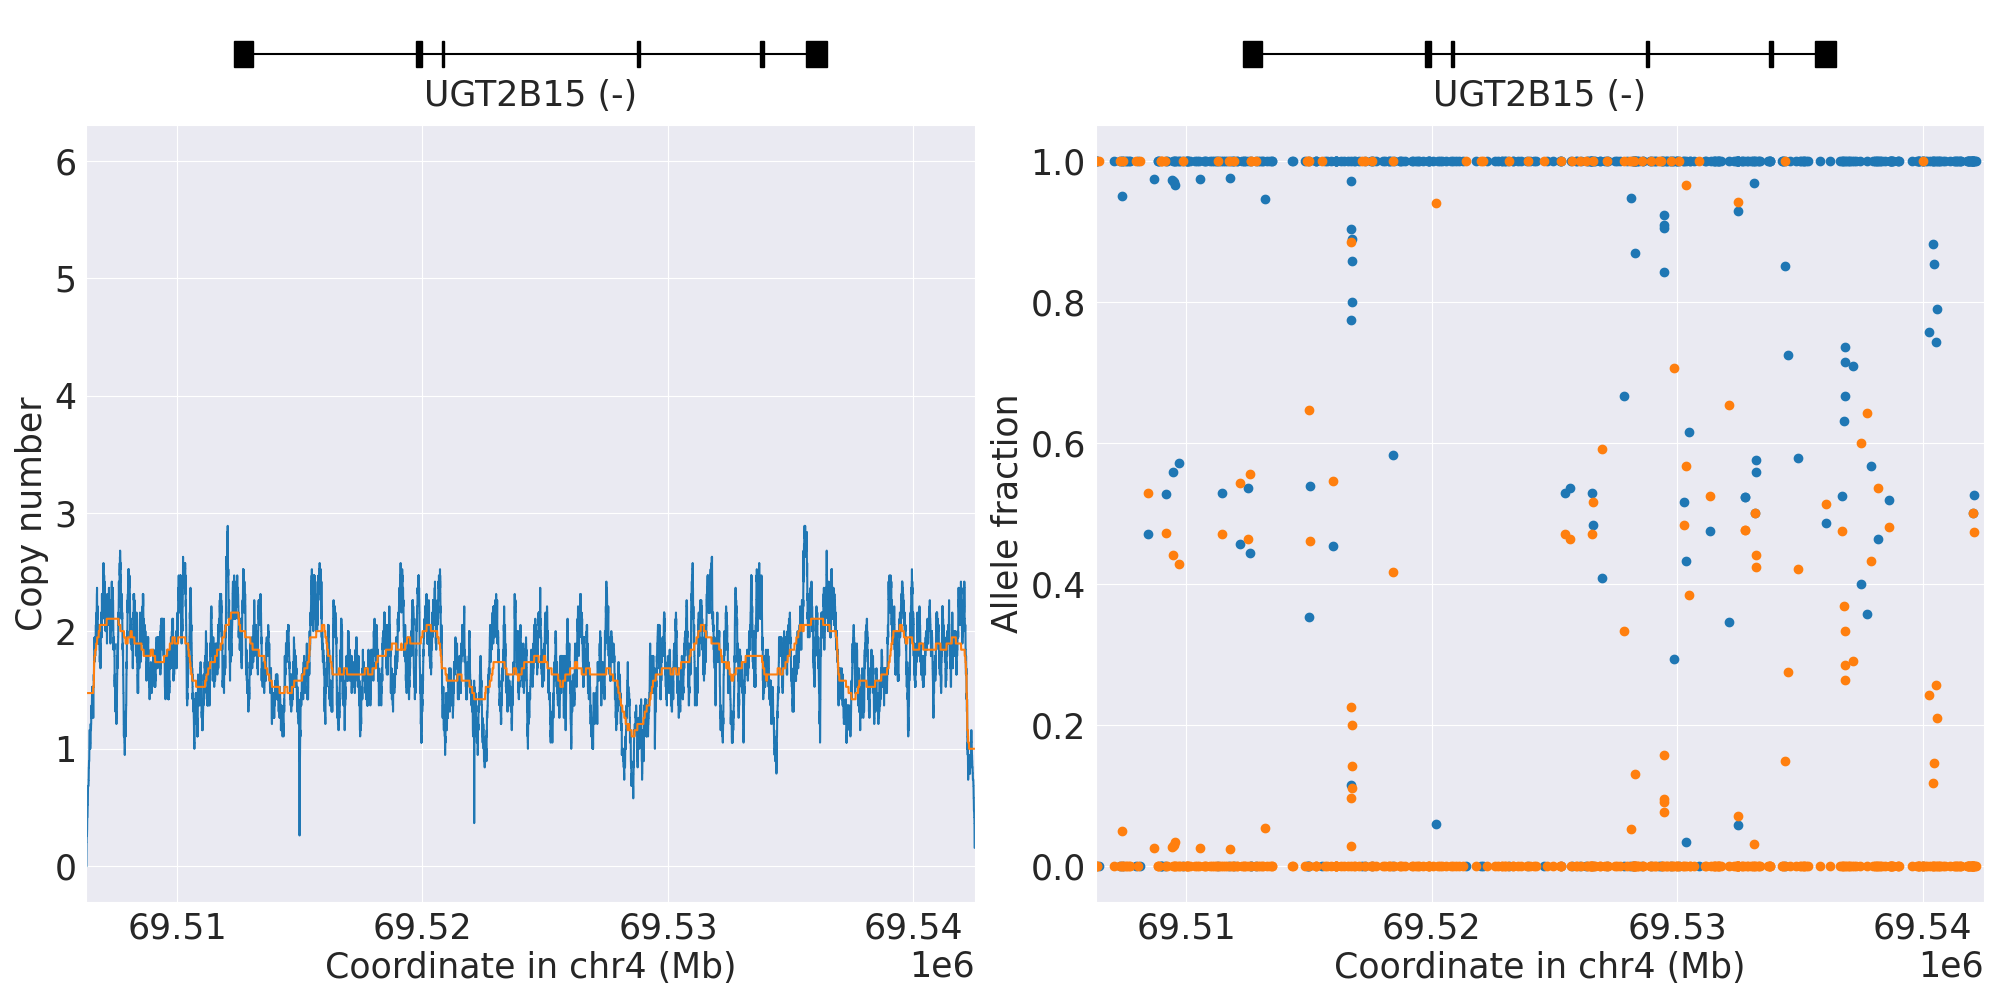 UGT2B15 (-)
6
5
4
3
2
1
0
Copy number
69.51 69.52 69.53 69.54
Coordinate in chr4 (Mb)
1e6
UGT2B15 (-)
1.0
0.8
0.6
0.4
0.2
0.0
Allele fraction
69.51 69.52 69.53 69.54
Coordinate in chr4 (Mb)
1e6